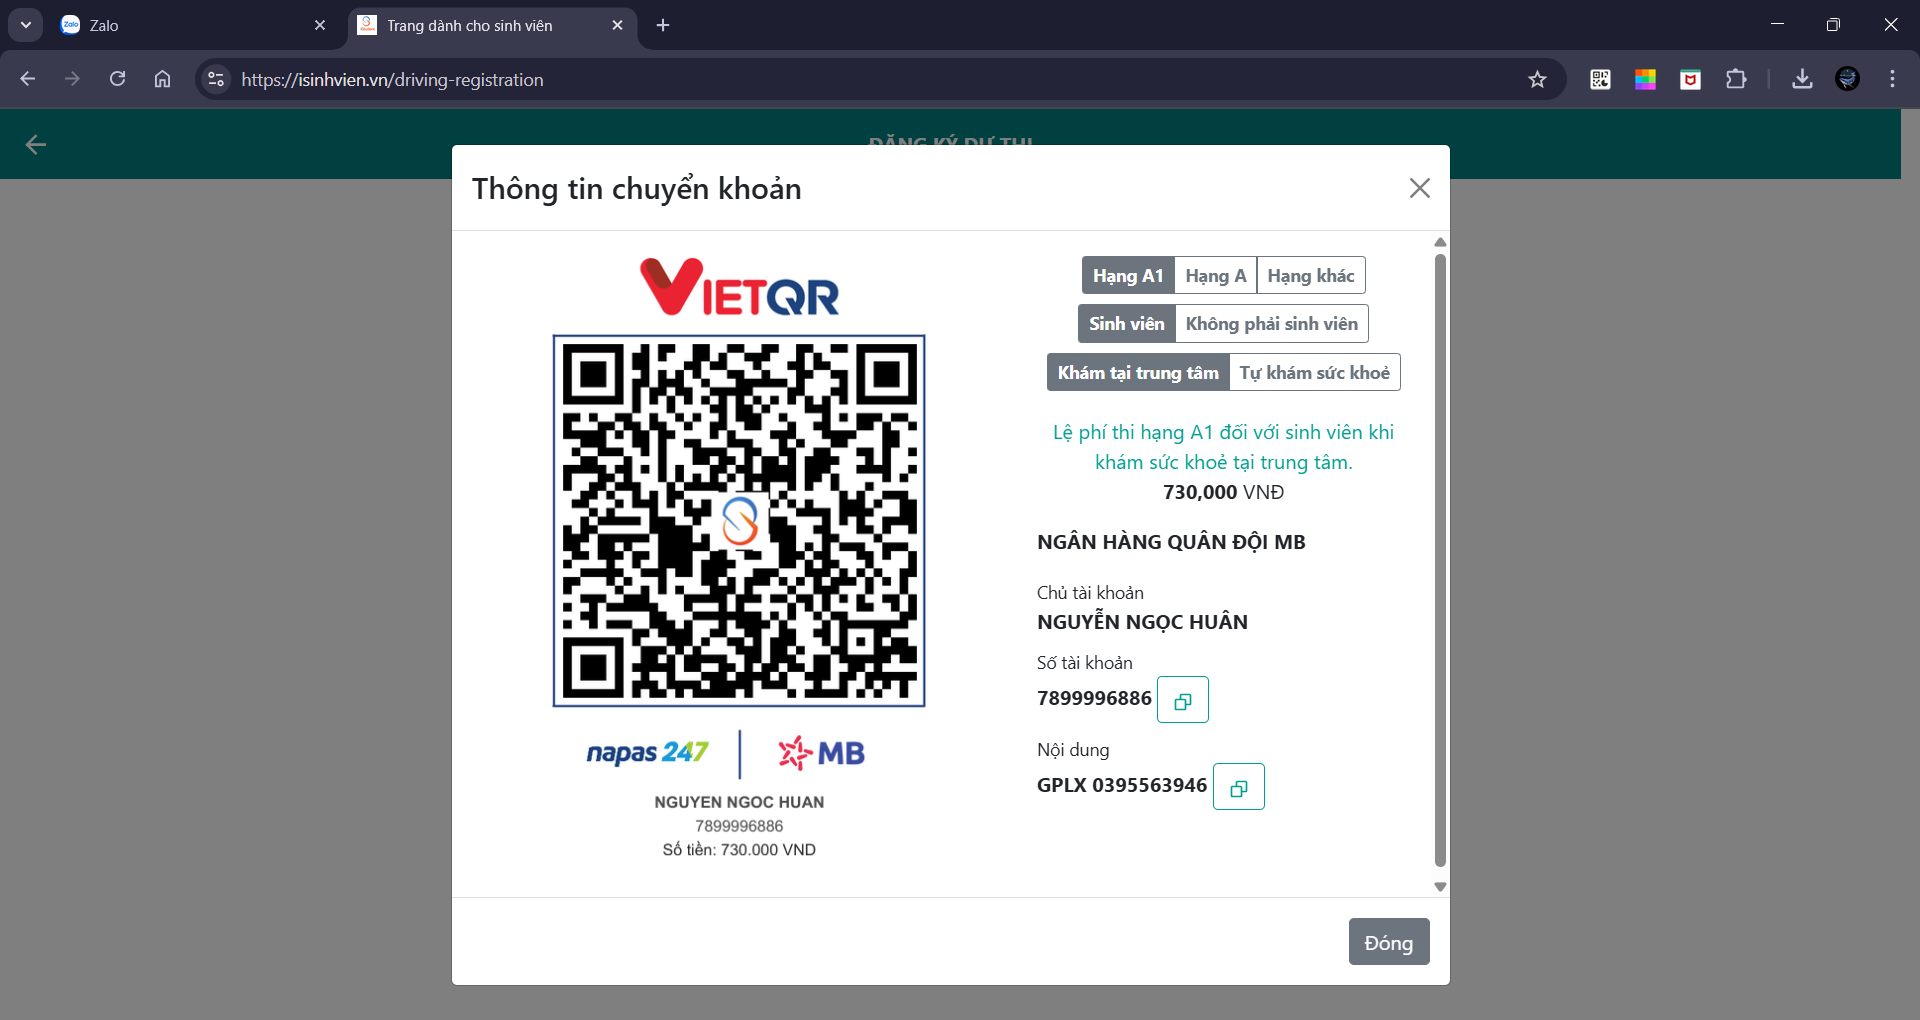 Zalo
Trang dành cho sinh viên
https://isinhvien.vn/driving-registration
ĐĂNG KÝ DỰ THI
Thông tin chuyển khoản
VIETQR
napas 247
MB
NGUYEN NGOC HUAN
7899996886
Số tiền: 730.000 VND
Hạng A1 Hạng A Hạng khác
Sinh viên Không phải sinh viên
Khám tại trung tâm Tự khám sức khoẻ
Lệ phí thi hạng A1 đối với sinh viên khi
khám sức khoẻ tại trung tâm.
730,000 VNĐ
NGÂN HÀNG QUÂN ĐỘI MB
Chủ tài khoản
NGUYỄN NGỌC HUÂN
Số tài khoản
7899996886
Nội dung
GPLX 0395563946
Đóng